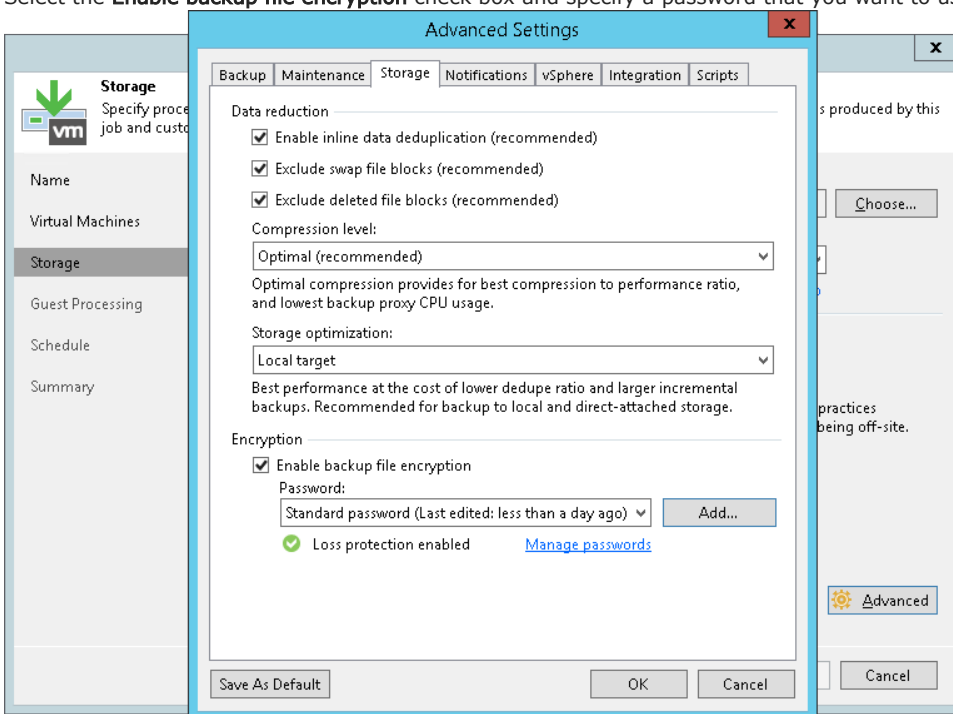 Select the Enable backup file encryption check box and specify a password that you want to us
Advanced Settings
x
x
Storage
Specify proce
job and custo
s produced by this
vm
Name
Virtual Machines
Storage
Guest Processing
Schedule
Summary
Backup Maintenance Storage Notifications vSphere Integration Scripts
Data reduction
Enable inline data deduplication (recommended)
Exclude swap file blocks (recommended)
Exclude deleted file blocks (recommended)
Compression level:
Optimal (recommended)
Optimal compression provides for best compression to performance ratio,
and lowest backup proxy CPU usage.
Storage optimization:
Local target
Best performance at the cost of lower dedupe ratio and larger incremental
backups. Recommended for backup to local and direct-attached storage.
Encryption
Enable backup file encryption
Password:
Standard password (Last edited: less than a day ago)
Add...
Loss protection enabled
Manage passwords
Save As Default
OK
Cancel
Choose...
practices
being off-site.
Advanced
Cancel